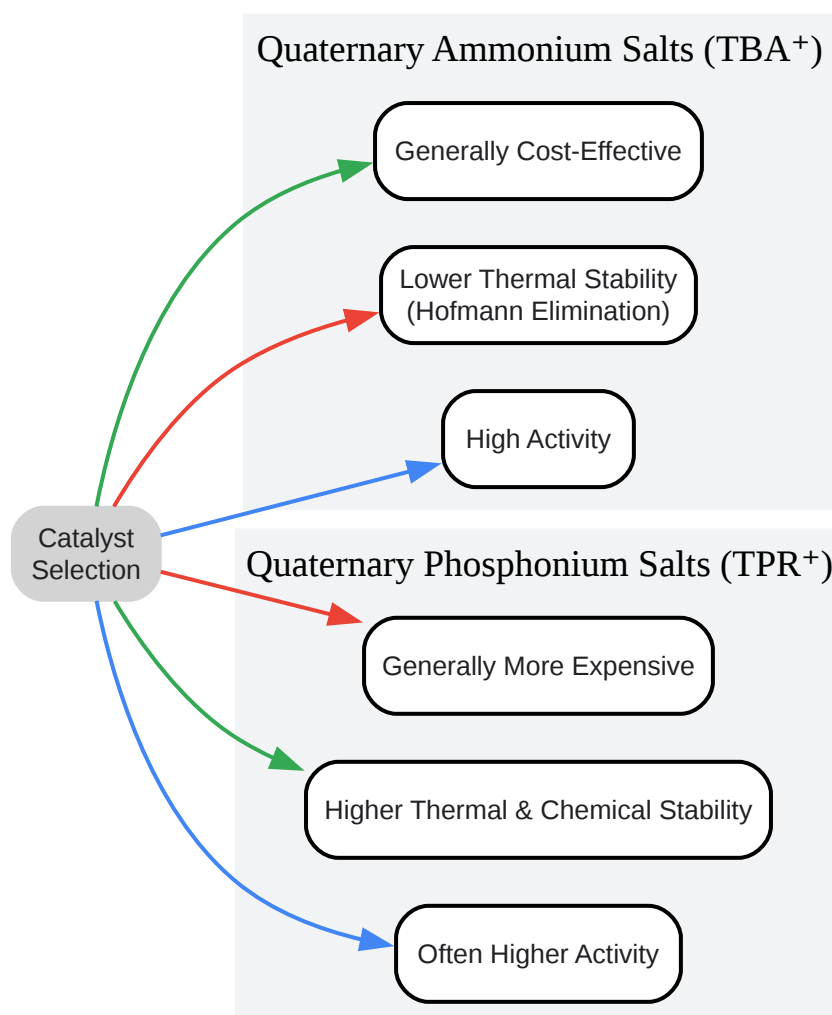 Quaternary Ammonium Salts (TBA⁺)
Generally Cost-Effective
Lower Thermal Stability
(Hofmann Elimination)
High Activity
Catalyst
Selection
Quaternary Phosphonium Salts (TPR⁺)
Generally More Expensive
Higher Thermal & Chemical Stability
Often Higher Activity